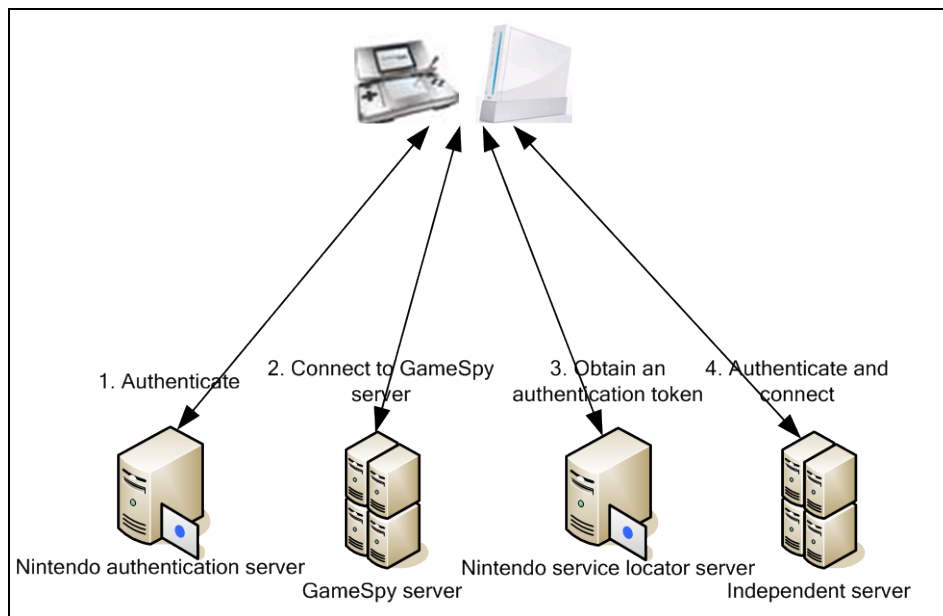 1. Authenticate
2. Connect to GameSpy
server
3. Obtain an
authentication token
4. Authenticate and
connect
Nintendo authentication server
GameSpy server
Nintendo service locator server
Independent server